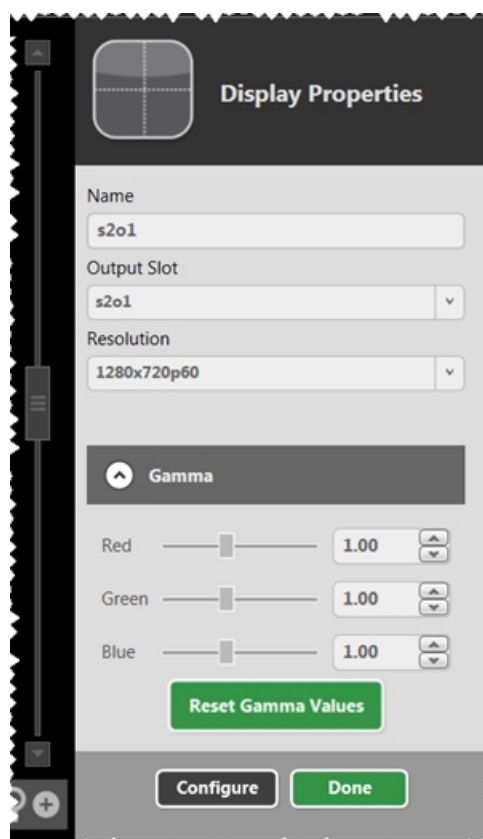 Display Properties
Name
s2o1
Output Slot
s2o1
Resolution
1280x720p60
Gamma
Red 1.00
Green 1.00
Blue 1.00
Reset Gamma Values
Configure Done